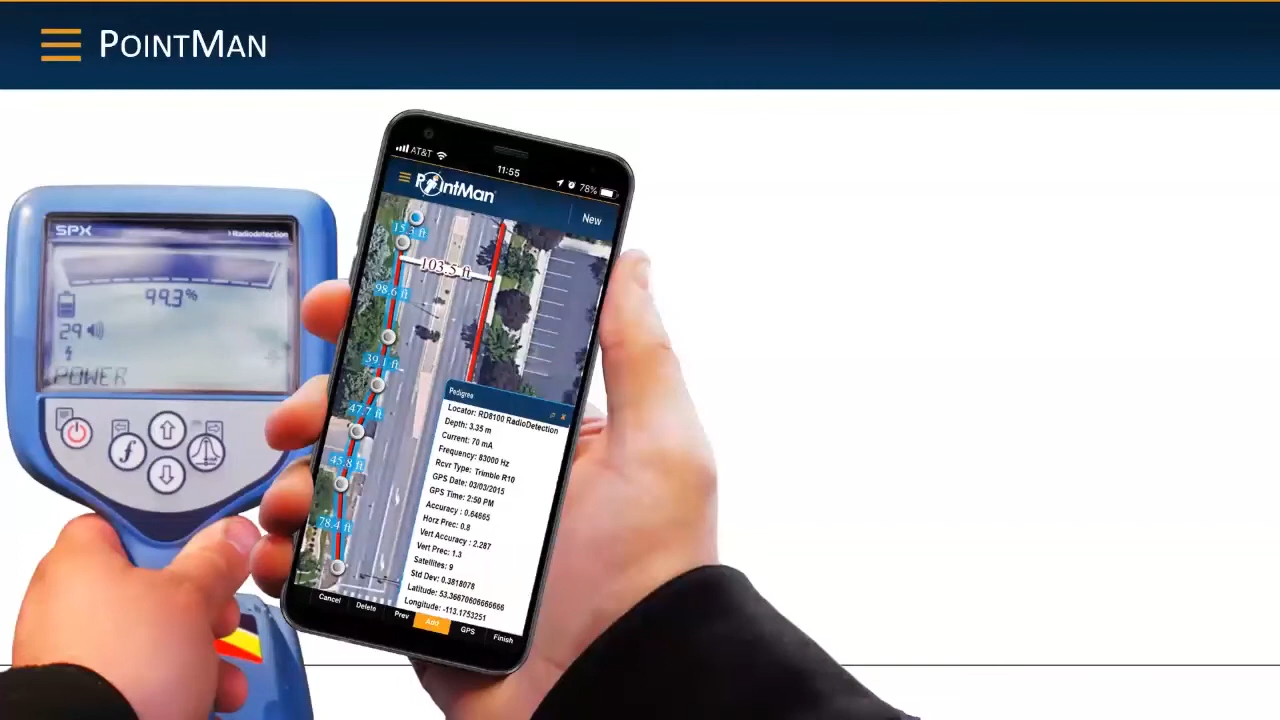 POINTMAN
SPX
Radiodetection
99.3%
29
POWER
f
AT&T
11:55
78%
PointMan
New
15.3 ft
103.5 ft
98.6 ft
39.1 ft
47.7 ft
45.8 ft
78.4 ft
Pedigree
Locator: RD8100 RadioDetection
Depth: 3.35 m
Current: 70 mA
Frequency: 83000 Hz
Rcvr Type: Trimble R10
GPS Date: 03/03/2015
GPS Time: 2:50 PM
Accuracy : 0.64665
Horz Prec: 0.8
Vert Accuracy : 2.287
Vert Prec: 1.3
Satellites: 9
Std Dev: 0.3818078
Latitude: 53.36670606666666
Longitude: -113.1753251
Cancel Delete Prev Add GPS Finish